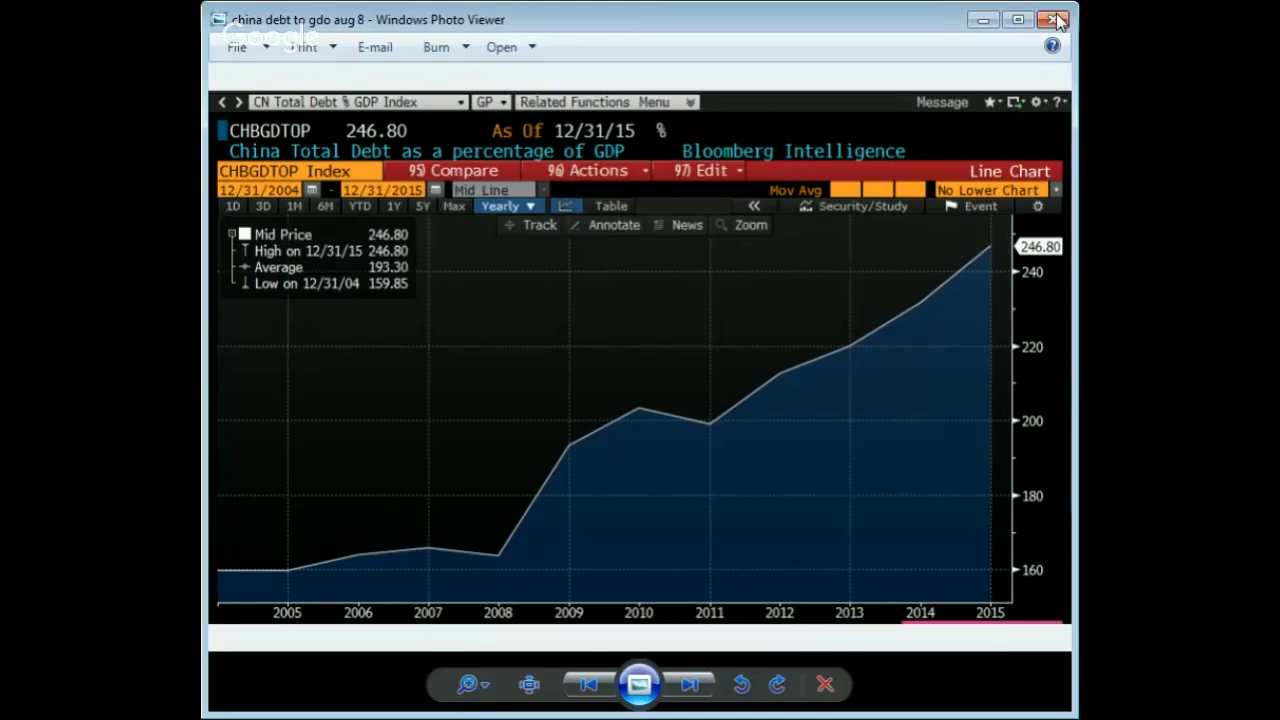 china debt to gdo aug 8 - Windows Photo Viewer
Google
File Print E-mail Burn Open
CN Total Debt % GDP Index GP Related Functions Menu Message
CHBGDTOP 246.80 As Of 12/31/15 %
China Total Debt as a percentage of GDP Bloomberg Intelligence
CHBGDTOP Index 95) Compare 96) Actions 97) Edit Line Chart
12/31/2004 - 12/31/2015 Mid Line Mov Avg No Lower Chart
1D 3D 1M 6M YTD 1Y 5Y Max Yearly ▼ Table « Security/Study Event
Track Annotate News Zoom
Mid Price 246.80
High on 12/31/15 246.80
Average 193.30
Low on 12/31/04 159.85
246.80
240
220
200
180
160
2005 2006 2007 2008 2009 2010 2011 2012 2013 2014 2015